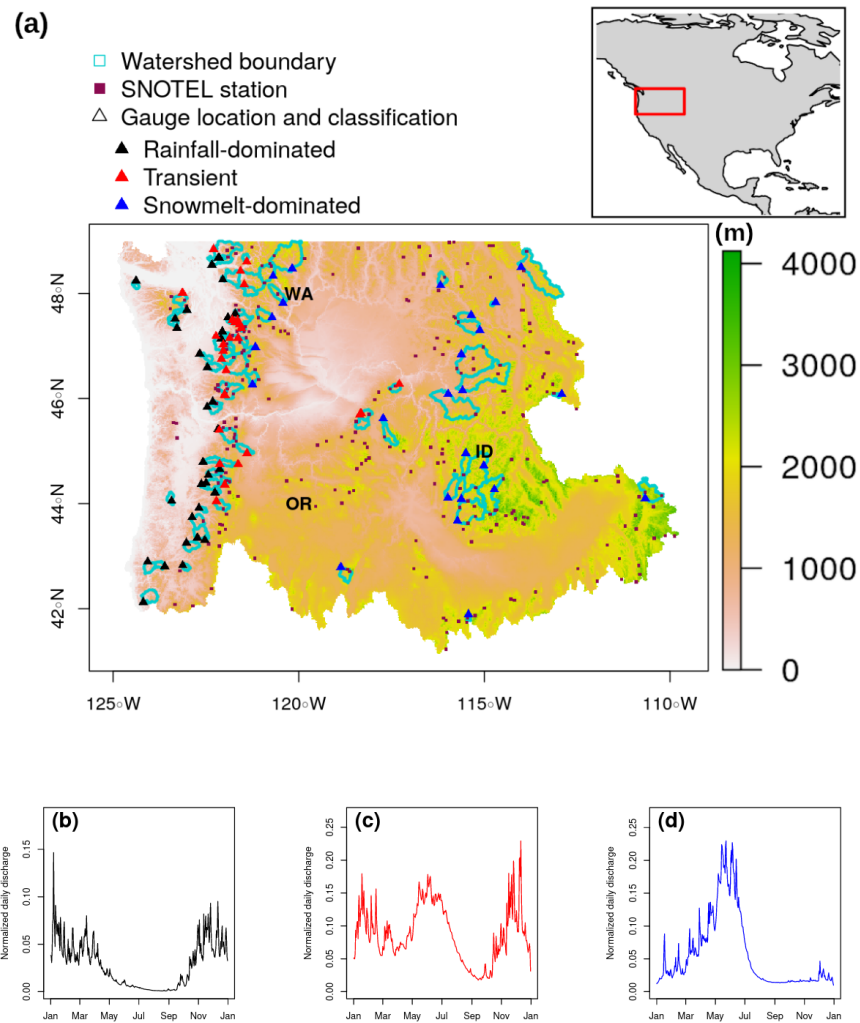 (a)
Watershed boundary
SNOTEL station
Gauge location and classification
Rainfall-dominated
Transient
Snowmelt-dominated
(m)
4000
3000
2000
1000
0
48○N
46○N
44○N
42○N
WA
ID
OR
125○W 120○W 115○W 110○W
(b)
Normalized daily discharge
0.15
0.10
0.05
0.00
Jan Mar May Jul Sep Nov Jan
(c)
Normalized daily discharge
0.25
0.20
0.15
0.10
0.05
0.00
Jan Mar May Jul Sep Nov Jan
(d)
Normalized daily discharge
0.25
0.20
0.15
0.10
0.05
0.00
Jan Mar May Jul Sep Nov Jan